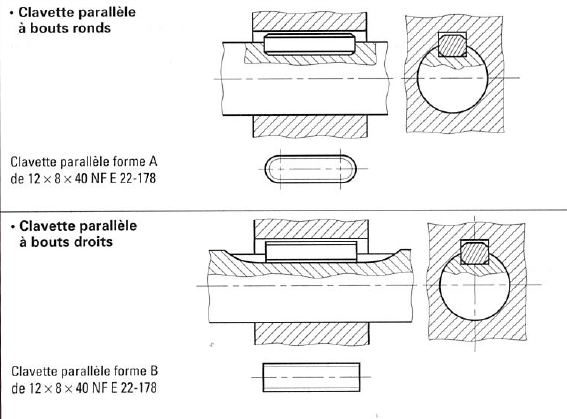 • Clavette parallèle
à bouts ronds
Clavette parallèle forme A
de 12 × 8 × 40 NF E 22-178
• Clavette parallèle
à bouts droits
Clavette parallèle forme B
de 12 × 8 × 40 NF E 22-178